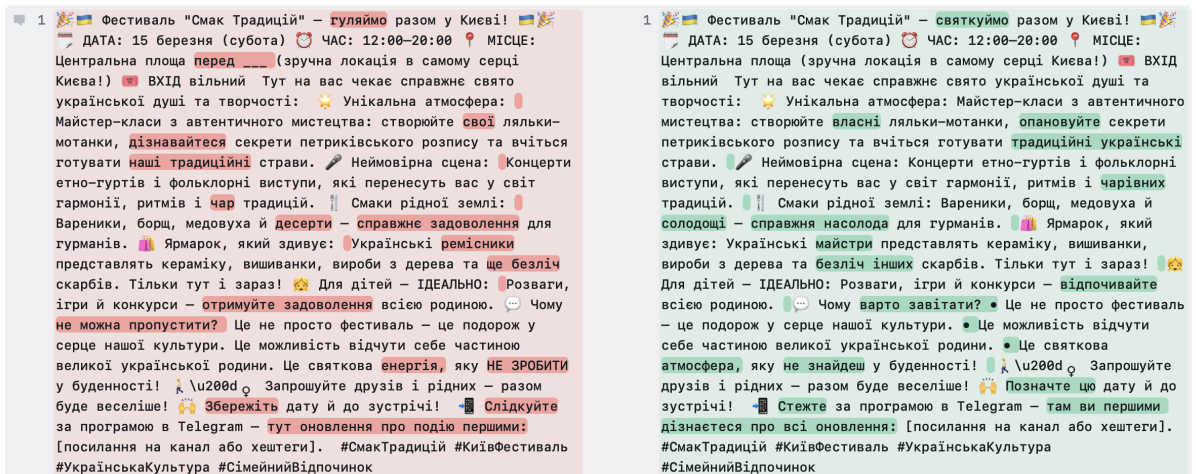 1 🎉🇺🇦 Фестиваль "Смак Традицій" — гуляймо разом у Києві! 🇺🇦🎉
🗓️ ДАТА: 15 березня (субота) ⏰ ЧАС: 12:00—20:00 📍 МІСЦЕ:
Центральна площа перед ___ (зручна локація в самому серці
Києва!) 🎟️ ВХІД вільний  Тут на вас чекає справжнє свято
української душі та творчості:  🌟 Унікальна атмосфера:
Майстер-класи з автентичного мистецтва: створюйте свої ляльки-
мотанки, дізнавайтеся секрети петриківського розпису та вчіться
готувати наші традиційні страви. 🎤 Неймовірна сцена: Концерти
етно-гуртів і фольклорні виступи, які перенесуть вас у світ
гармонії, ритмів і чар традицій. 🍴 Смаки рідної землі:
Вареники, борщ, медовуха й десерти — справжнє задоволення для
гурманів. 🛍️ Ярмарок, який здивує: Українські ремісники
представлять кераміку, вишиванки, вироби з дерева та ще безліч
скарбів. Тільки тут і зараз! 👧 Для дітей — ІДЕАЛЬНО: Розваги,
ігри й конкурси — отримуйте задоволення всією родиною. 💬 Чому
не можна пропустити?  Це не просто фестиваль — це подорож у
серце нашої культури. Це можливість відчути себе частиною
великої української родини. Це святкова енергія, яку НЕ ЗРОБИТИ
у буденності! 🚶\u200d♀  Запрошуйте друзів і рідних — разом
буде веселіше! 🙌 Збережіть дату й до зустрічі!  📲 Слідкуйте
за програмою в Telegram — тут оновлення про подію першими:
[посилання на канал або хештеги].  #СмакТрадицій #КиївФестиваль
#УкраїнськаКультура #СімейнийВідпочинок
1 🎉🇺🇦 Фестиваль "Смак Традицій" — святкуймо разом у Києві! 🇺🇦🎉
🗓️ ДАТА: 15 березня (субота) ⏰ ЧАС: 12:00—20:00 📍 МІСЦЕ:
Центральна площа (зручна локація в самому серці Києва!) 🎟️ ВХІД
вільний  Тут на вас чекає справжнє свято української душі та
творчості:  🌟 Унікальна атмосфера: Майстер-класи з автентичного
мистецтва: створюйте власні ляльки-мотанки, опановуйте секрети
петриківського розпису та вчіться готувати традиційні українські
страви. 🎤 Неймовірна сцена: Концерти етно-гуртів і фольклорні
виступи, які перенесуть вас у світ гармонії, ритмів і чарівних
традицій. 🍴 Смаки рідної землі: Вареники, борщ, медовуха й
солодощі — справжня насолода для гурманів. 🛍️ Ярмарок, який
здивує: Українські майстри представлять кераміку, вишиванки,
вироби з дерева та безліч інших скарбів. Тільки тут і зараз! 👧
Для дітей — ІДЕАЛЬНО: Розваги, ігри й конкурси — відпочивайте
всією родиною. 💬 Чому варто завітати? • Це не просто фестиваль
— це подорож у серце нашої культури. • Це можливість відчути
себе частиною великої української родини. • Це святкова
атмосфера, яку не знайдеш у буденності! 🚶\u200d♀  Запрошуйте
друзів і рідних — разом буде веселіше! 🙌 Позначте цю дату й до
зустрічі!  📲 Стежте за програмою в Telegram — там ви першими
дізнаєтеся про всі оновлення: [посилання на канал або хештеги].
#СмакТрадицій #КиївФестиваль #УкраїнськаКультура
#СімейнийВідпочинок